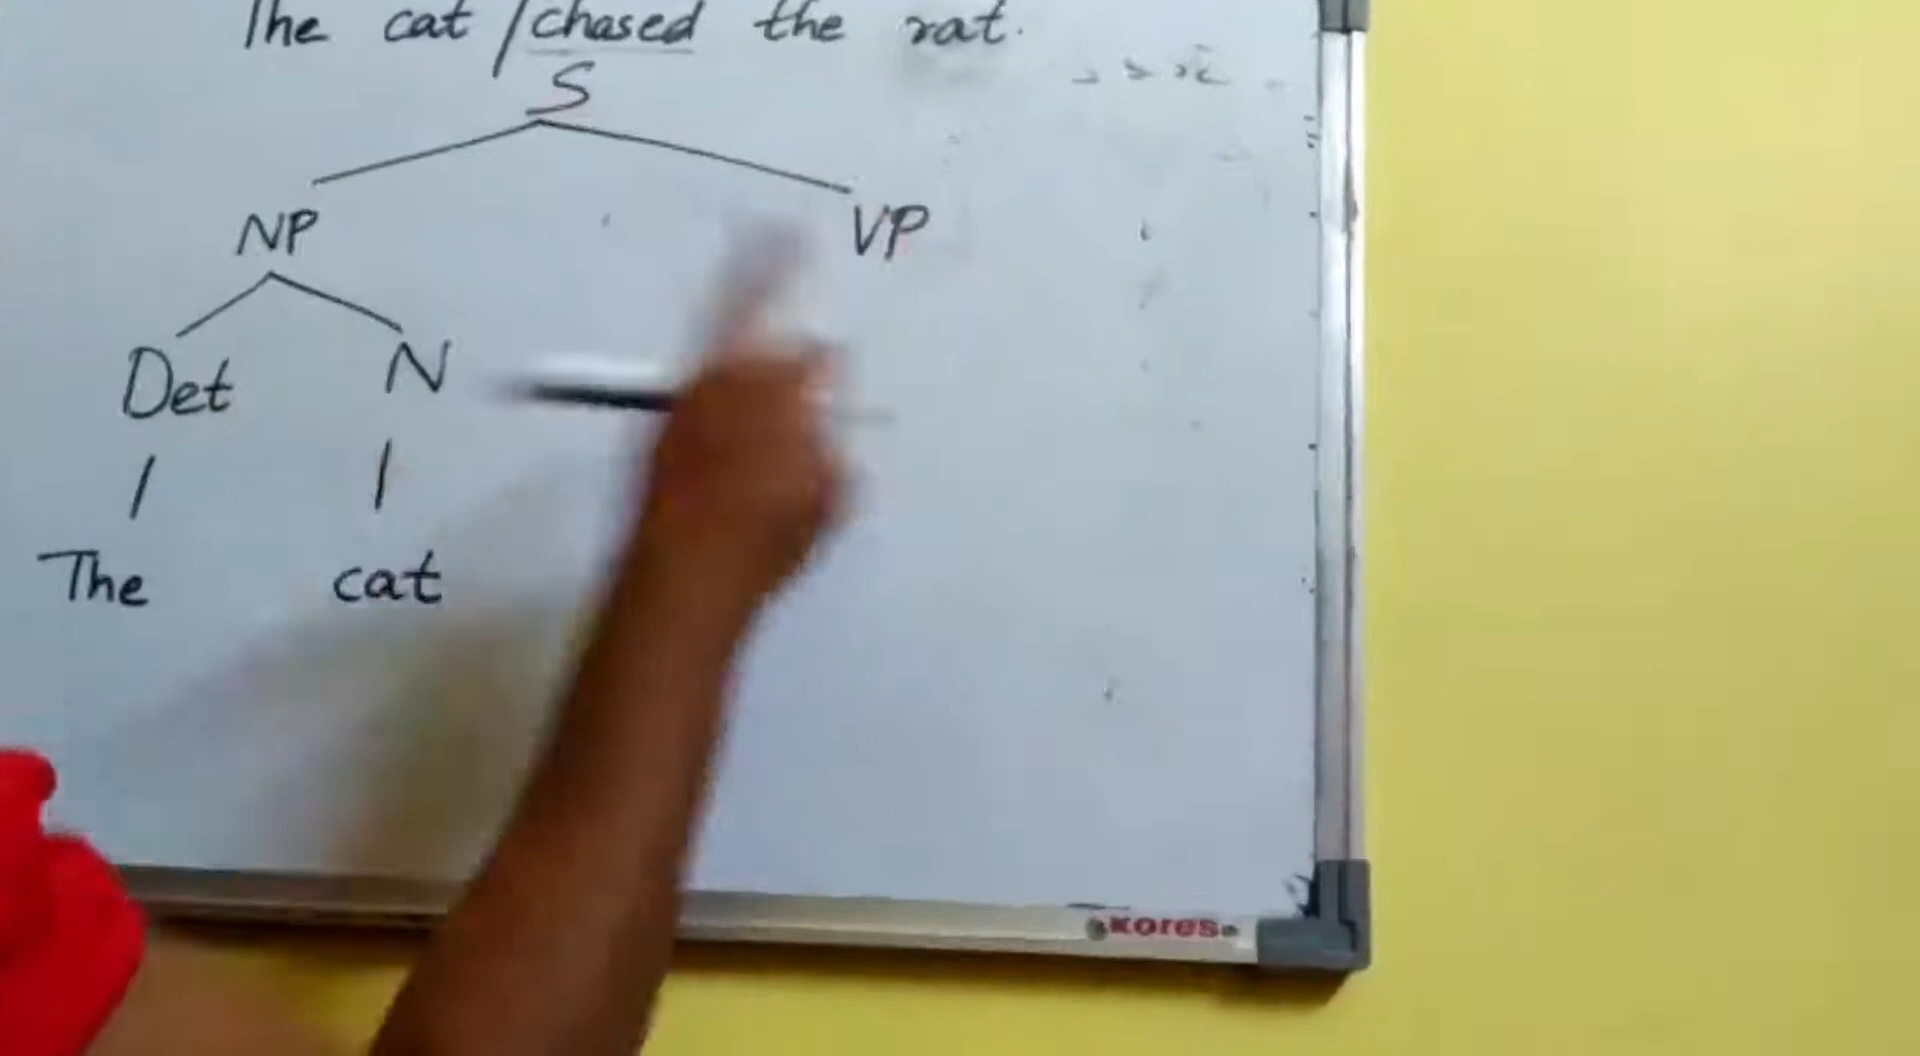 The cat / chased the rat.
S
NP VP
Det N
The cat
kores